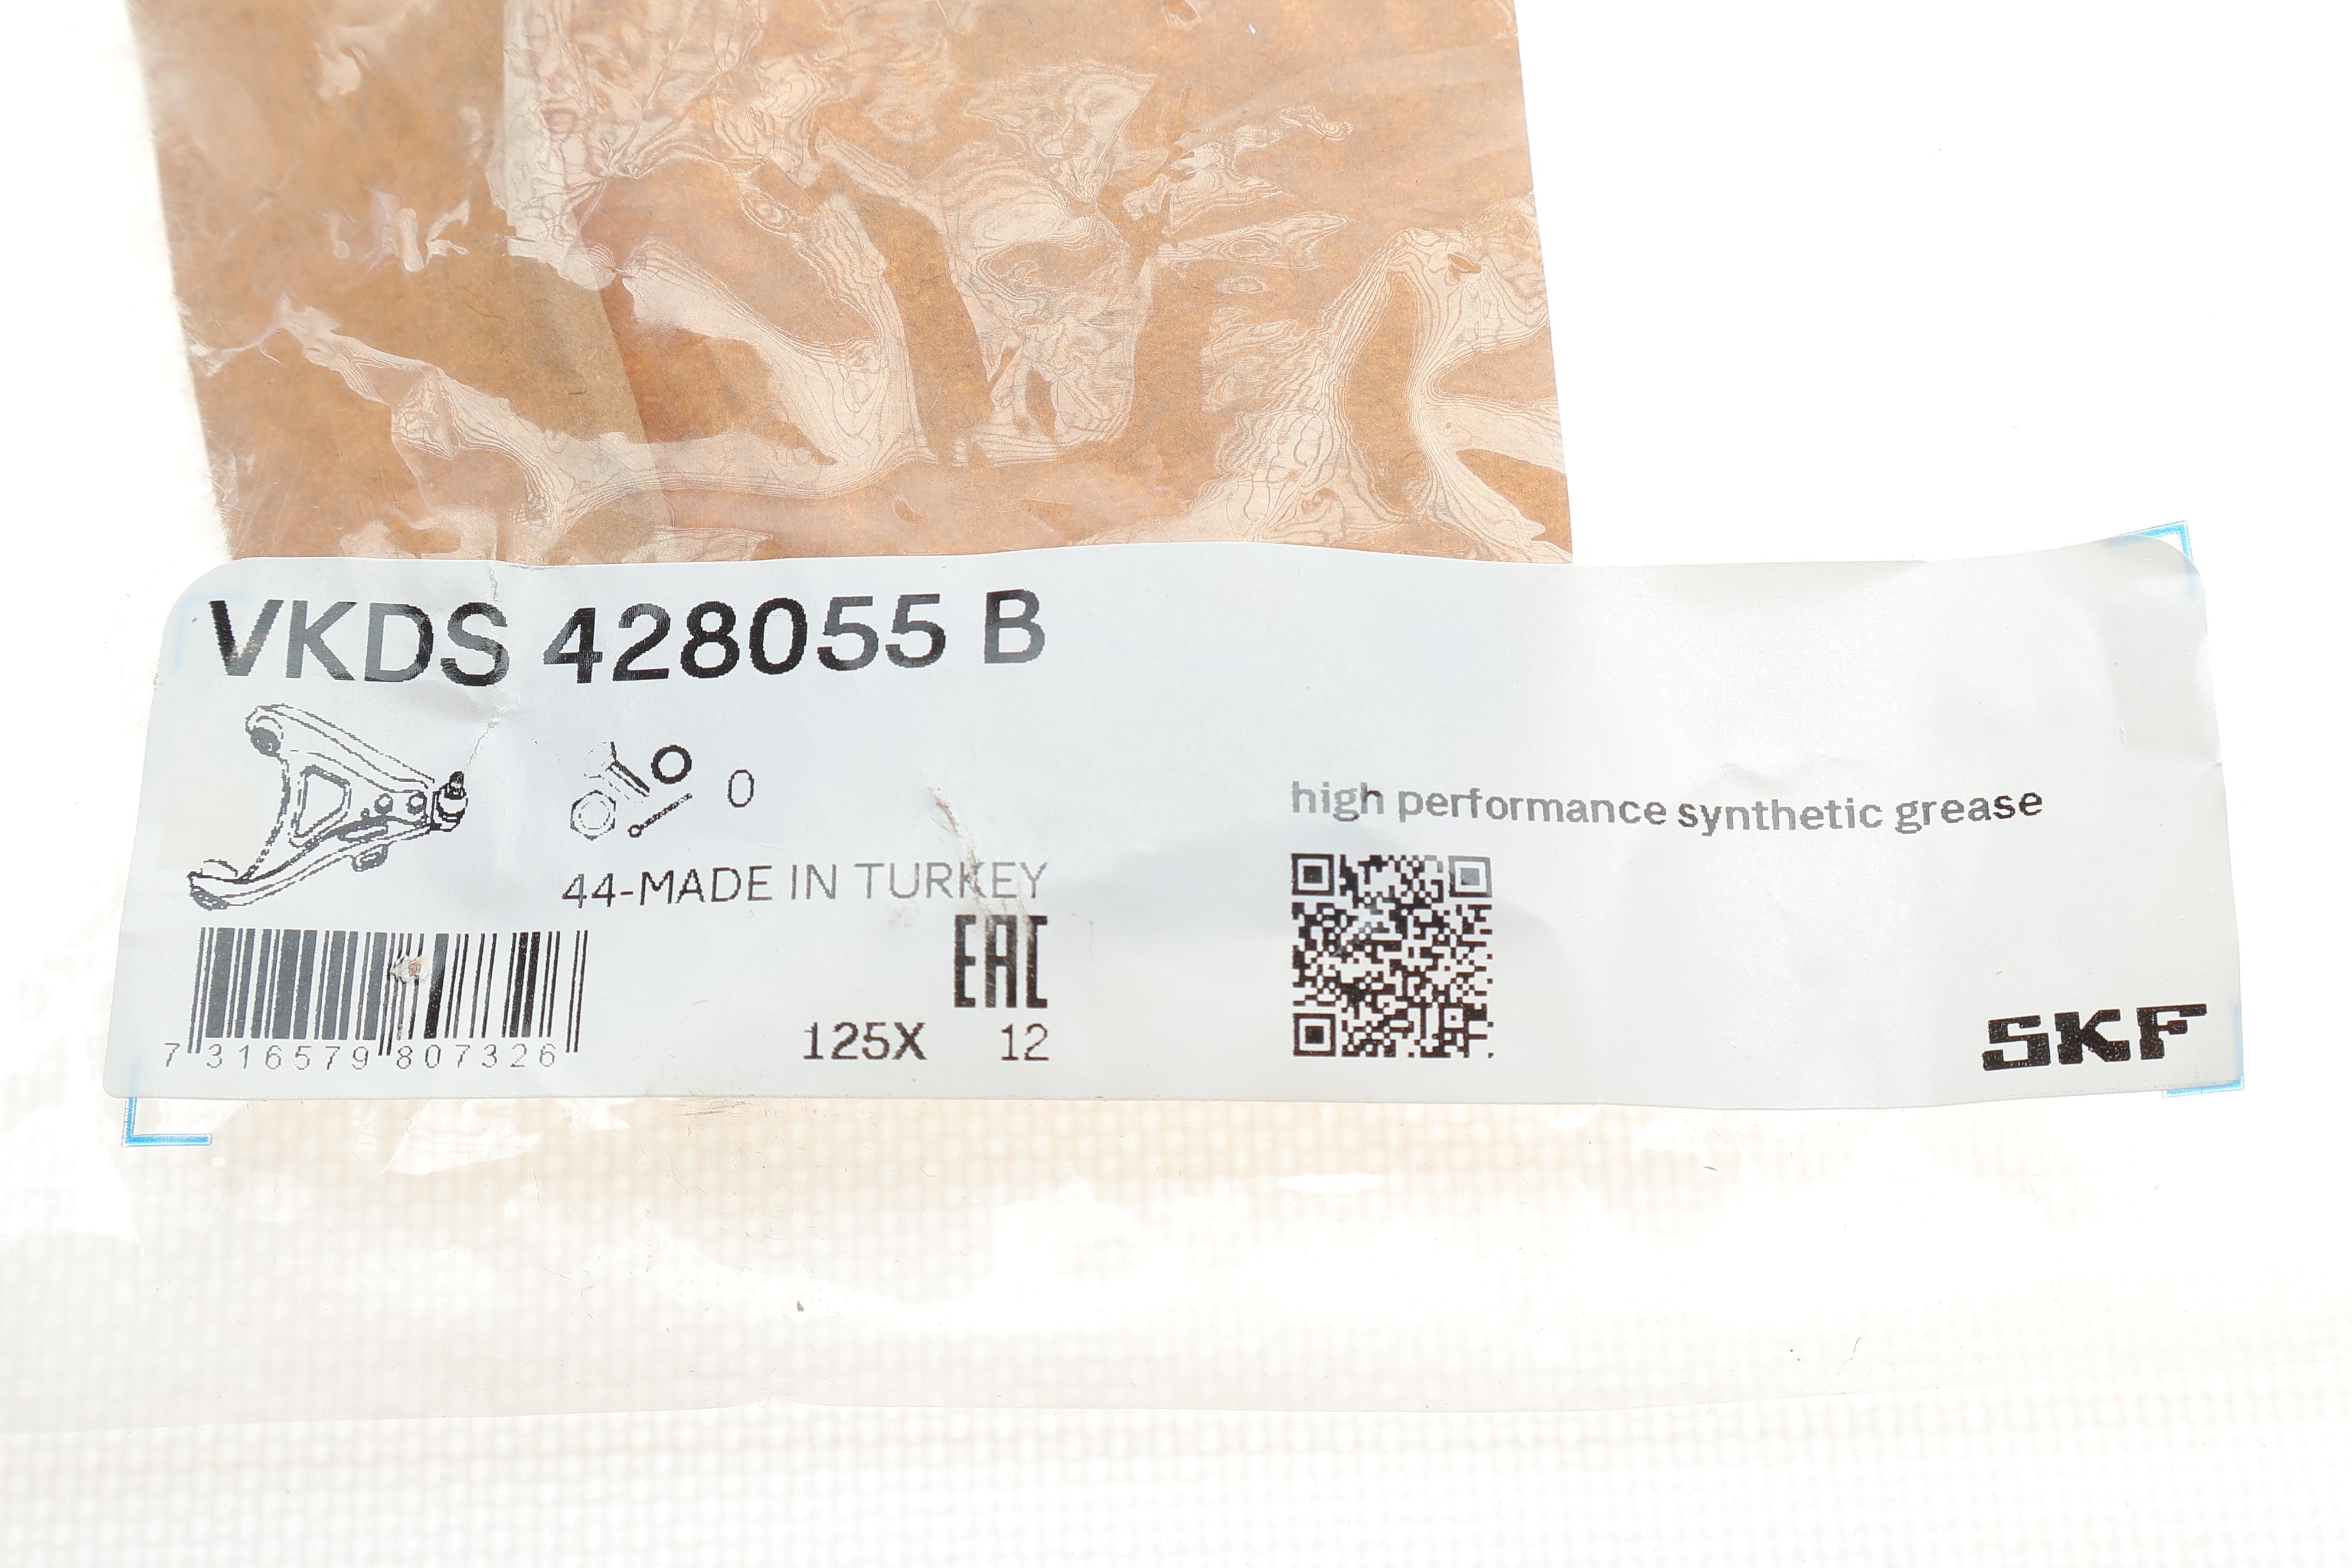 VKDS 428055 B
0
high performance synthetic grease
44-MADE IN TURKEY
EAC
7 316579 807326
125X 12
SKF